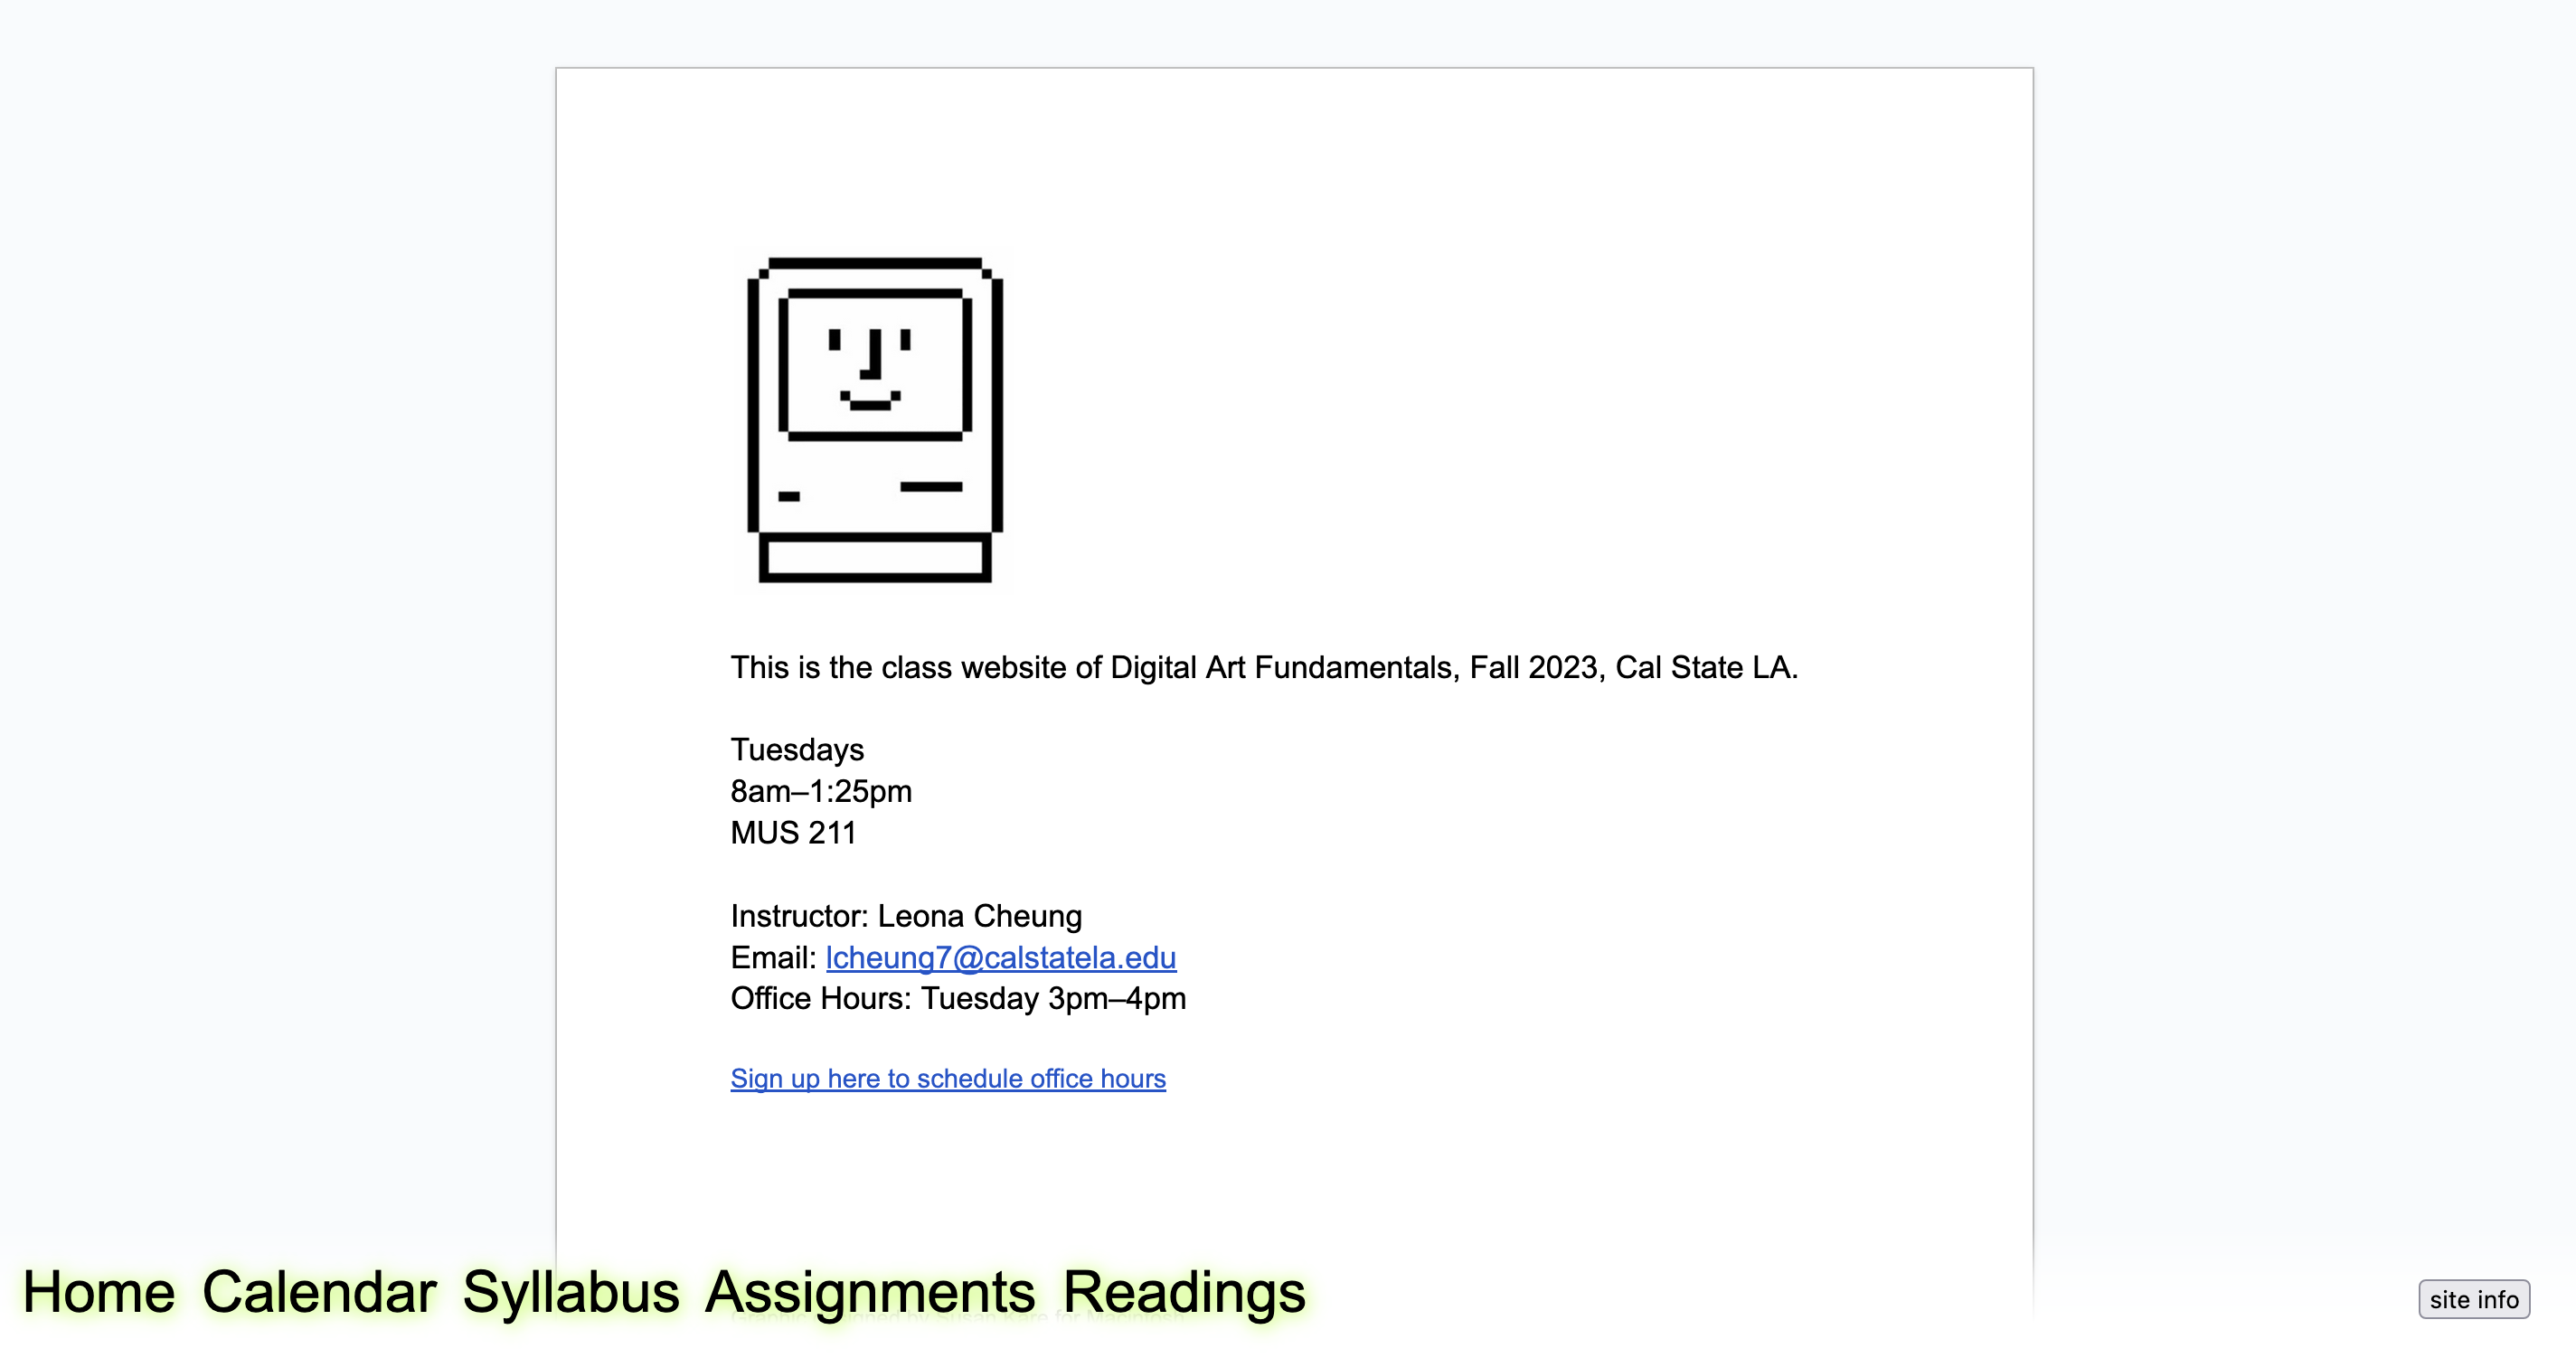 This is the class website of Digital Art Fundamentals, Fall 2023, Cal State LA.
Tuesdays
8am–1:25pm
MUS 211
Instructor: Leona Cheung
Email: lcheung7@calstatela.edu
Office Hours: Tuesday 3pm–4pm
Sign up here to schedule office hours
Home Calendar Syllabus Assignments Readings
site info